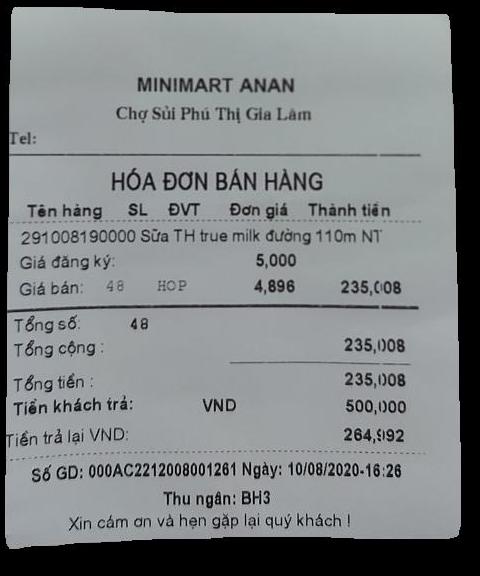 MINIMART ANAN
Chợ Sủi Phú Thị Gia Lâm
Tel:
HÓA ĐƠN BÁN HÀNG
Tên hàng SL ĐVT Đơn giá Thành tiền
291008190000 Sữa TH true milk đường 110m NT
Giá đăng ký: 5,000
Giá bán: 48 HOP 4,896 235,008
Tổng số: 48
Tổng cộng : 235,008
Tổng tiền : 235,008
Tiền khách trả: VND 500,000
Tiền trả lại VND: 264,992
Số GD: 000AC2212008001261 Ngày: 10/08/2020-16:26
Thu ngân: BH3
Xin cảm ơn và hẹn gặp lại quý khách !